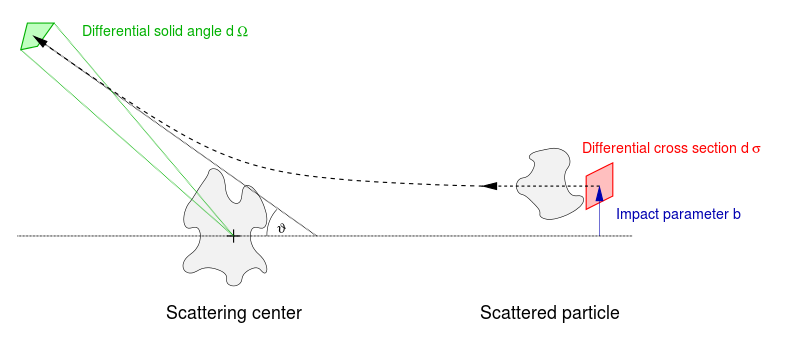 Differential solid angle d Ω
Differential cross section d σ
Impact parameter b
ϑ
Scattering center
Scattered particle